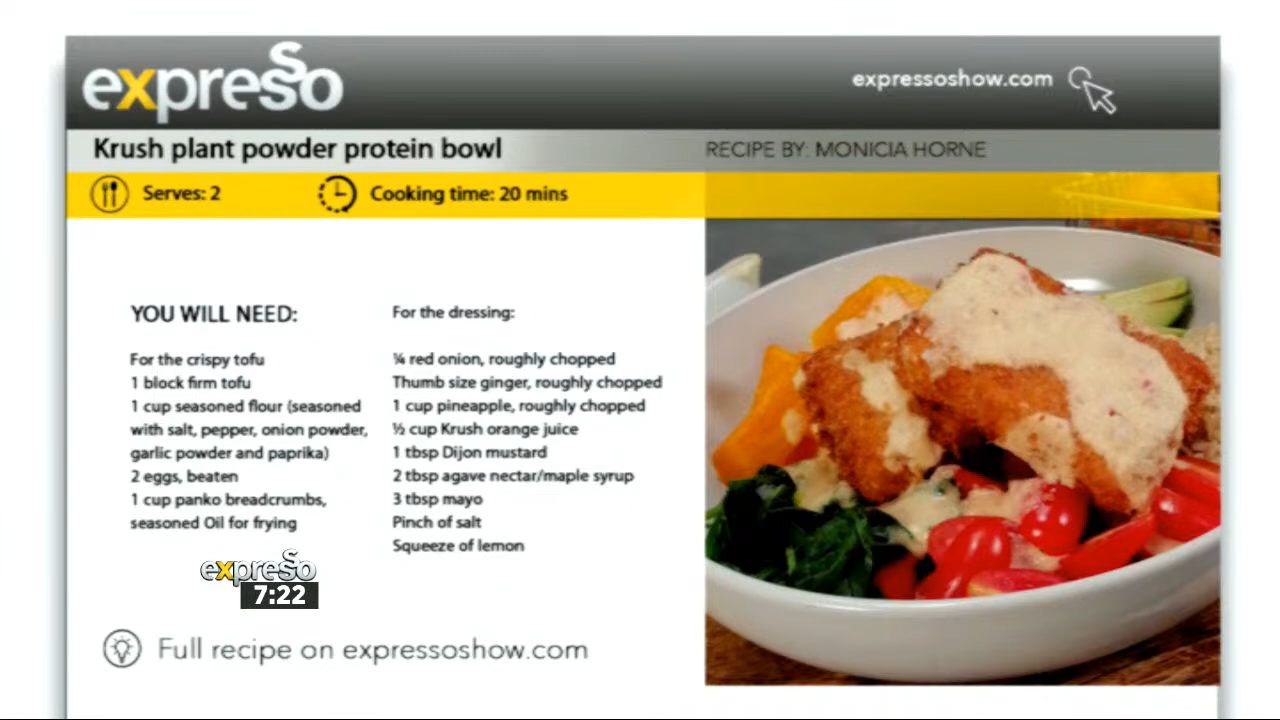 expresso
expressoshow.com
Krush plant powder protein bowl
RECIPE BY: MONICIA HORNE
Serves: 2
Cooking time: 20 mins
YOU WILL NEED:
For the crispy tofu
1 block firm tofu
1 cup seasoned flour (seasoned
with salt, pepper, onion powder,
garlic powder and paprika)
2 eggs, beaten
1 cup panko breadcrumbs,
seasoned Oil for frying
For the dressing:
¼ red onion, roughly chopped
Thumb size ginger, roughly chopped
1 cup pineapple, roughly chopped
½ cup Krush orange juice
1 tbsp Dijon mustard
2 tbsp agave nectar/maple syrup
3 tbsp mayo
Pinch of salt
Squeeze of lemon
expresso
7:22
Full recipe on expressoshow.com